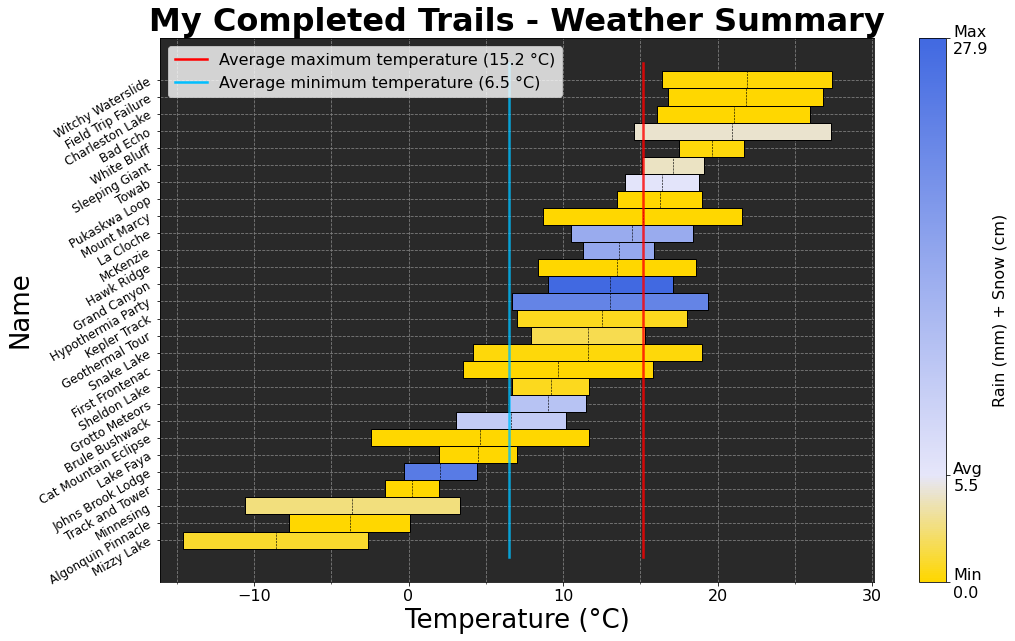 My Completed Trails - Weather Summary
Average maximum temperature (15.2 °C)
Average minimum temperature (6.5 °C)
Name
Witchy Waterslide
Field Trip Failure
Charleston Lake
Bad Echo
White Bluff
Sleeping Giant
Towab
Pukaskwa Loop
Mount Marcy
La Cloche
McKenzie
Hawk Ridge
Grand Canyon
Hypothermia Party
Kepler Track
Geothermal Tour
Snake Lake
First Frontenac
Sheldon Lake
Grotto Meteors
Brule Bushwack
Cat Mountain Eclipse
Lake Faya
Johns Brook Lodge
Track and Tower
Minnesing
Algonquin Pinnacle
Mizzy Lake
−10 0 10 20 30
Temperature (°C)
Max
27.9
Avg
5.5
Min
0.0
Rain (mm) + Snow (cm)